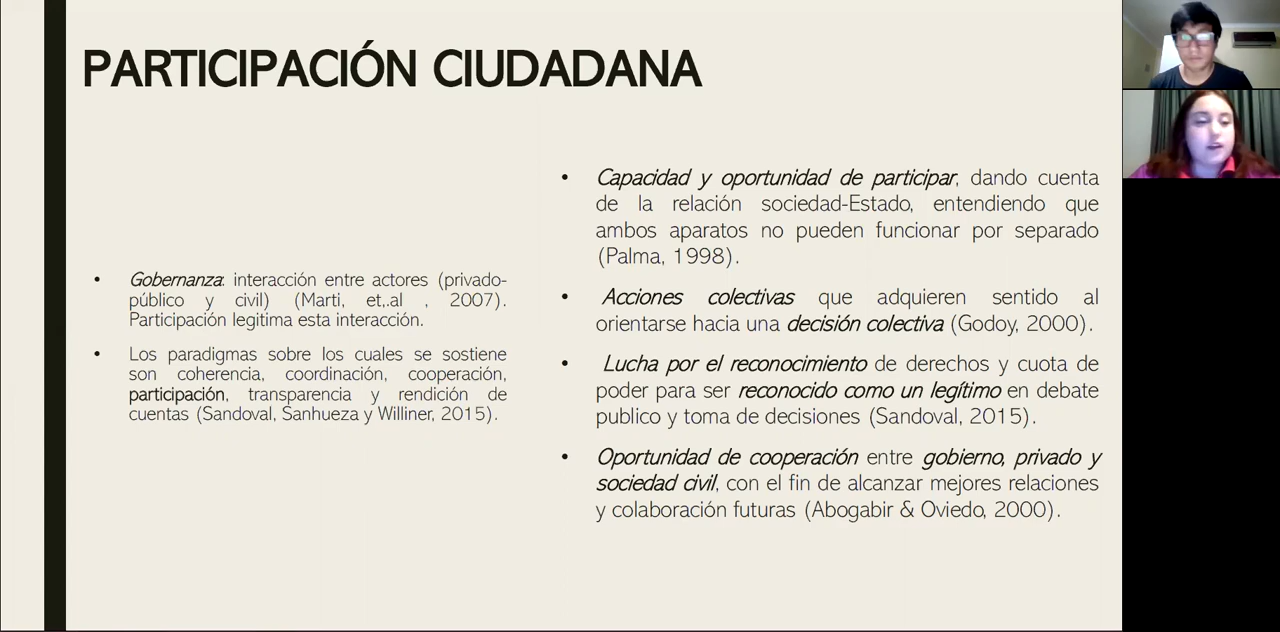 PARTICIPACIÓN CIUDADANA
• Gobernanza: interacción entre actores (privado-
público y civil) (Marti, et,.al , 2007).
Participación legitima esta interacción.
• Los paradigmas sobre los cuales se sostiene
son coherencia, coordinación, cooperación,
participación, transparencia y rendición de
cuentas (Sandoval, Sanhueza y Williner, 2015).
• Capacidad y oportunidad de participar, dando cuenta
de la relación sociedad-Estado, entendiendo que
ambos aparatos no pueden funcionar por separado
(Palma, 1998).
• Acciones colectivas que adquieren sentido al
orientarse hacia una decisión colectiva (Godoy, 2000).
• Lucha por el reconocimiento de derechos y cuota de
poder para ser reconocido como un legítimo en debate
publico y toma de decisiones (Sandoval, 2015).
• Oportunidad de cooperación entre gobierno, privado y
sociedad civil, con el fin de alcanzar mejores relaciones
y colaboración futuras (Abogabir & Oviedo, 2000).